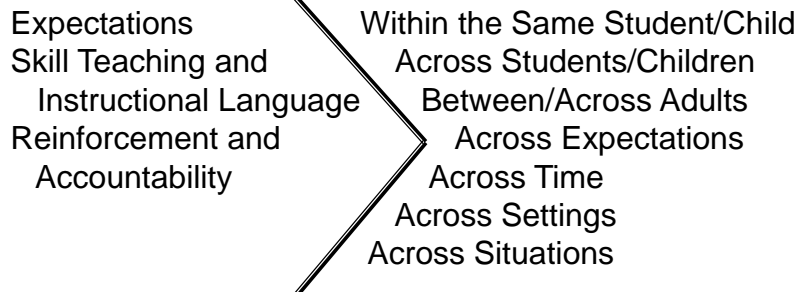 Expectations
Skill Teaching and
Instructional Language
Reinforcement and
Accountability
Within the Same Student/Child
Across Students/Children
Between/Across Adults
Across Expectations
Across Time
Across Settings
Across Situations